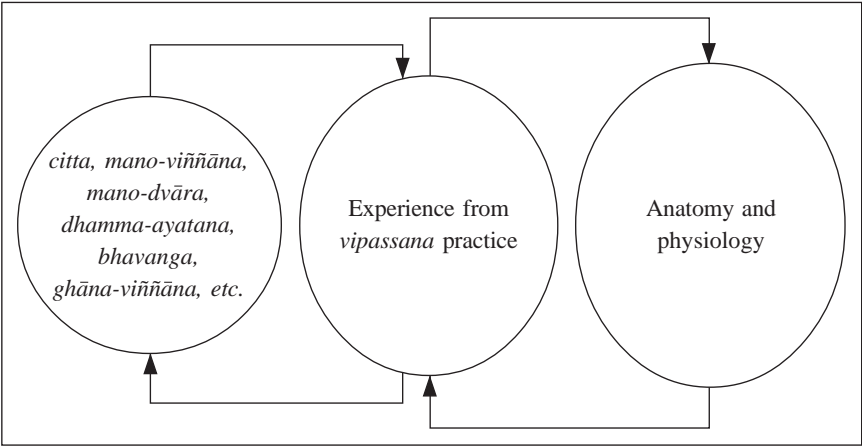 citta, mano-viññāna,
mano-dvāra,
dhamma-ayatana,
bhavanga,
ghāna-viññāna, etc.
Experience from
vipassana practice
Anatomy and
physiology